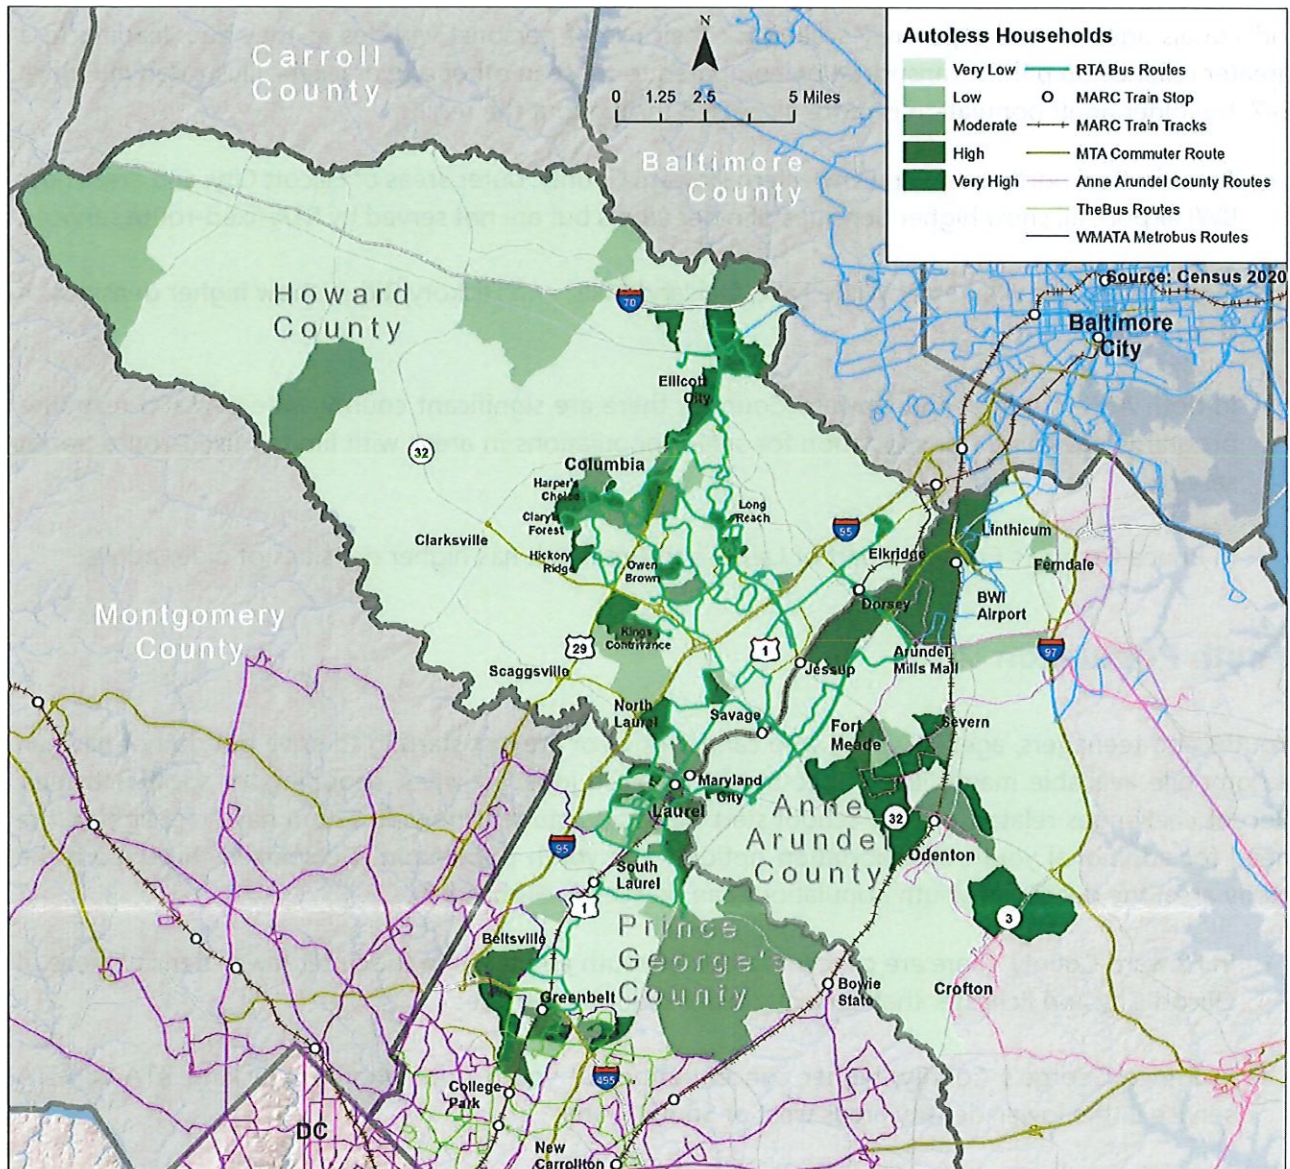 Carroll
County
N
0 1.25 2.5 5 Miles
Autoless Households
Very Low
Low
Moderate
High
Very High
RTA Bus Routes
MARC Train Stop
MARC Train Tracks
MTA Commuter Route
Anne Arundel County Routes
TheBus Routes
WMATA Metrobus Routes
Source: Census 2020
Baltimore
County
Howard
County
70
Baltimore
City
Ellicott
City
32
Columbia
Harper's
Choice
Clary's
Forest
Long
Reach
95
Clarksville
Hickory
Ridge
Owen
Brown
Elkridge
Linthicum
Ferndale
BWI
Airport
Dorsey
Montgomery
County
Kings
Contrivance
29
1
Jessup
Arundel
Mills Mall
97
Scaggsville
North
Laurel
Savage
Fort
Meade
Severn
Maryland
City
Laurel
Anne
Arundel
County
32
Odenton
95
South
Laurel
1
3
Prince
George's
County
Beltsville
Greenbelt
Bowie
State
Crofton
495
College
Park
DC
New
Carrollton